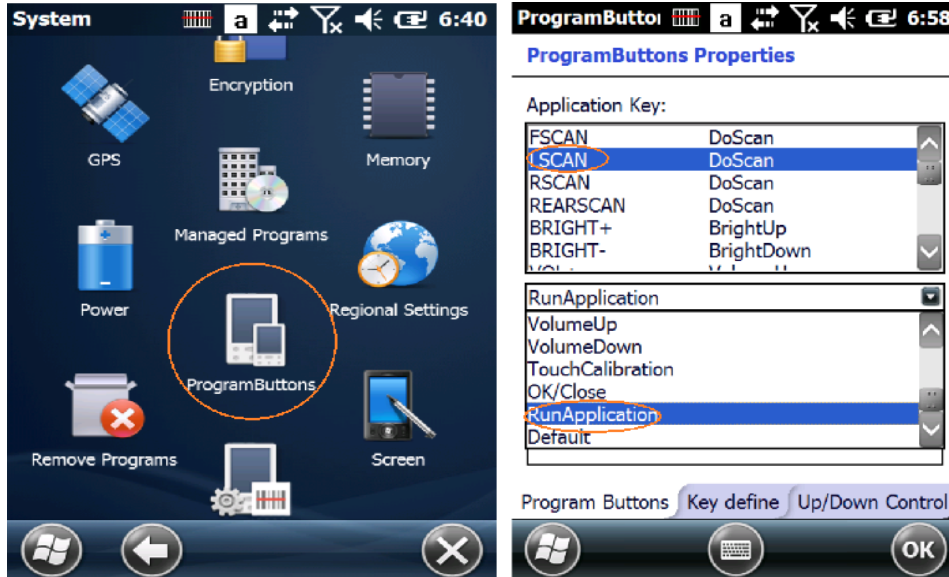 System
a
6:40
Encryption
GPS
Memory
Managed Programs
Power
Regional Settings
ProgramButtons
Remove Programs
Screen
ProgramButto
a
6:58
ProgramButtons Properties
Application Key:
FSCAN DoScan
LSCAN DoScan
RSCAN DoScan
REARSCAN DoScan
BRIGHT+ BrightUp
BRIGHT- BrightDown
RunApplication
VolumeUp
VolumeDown
TouchCalibration
OK/Close
RunApplication
Default
Program Buttons Key define Up/Down Control
OK